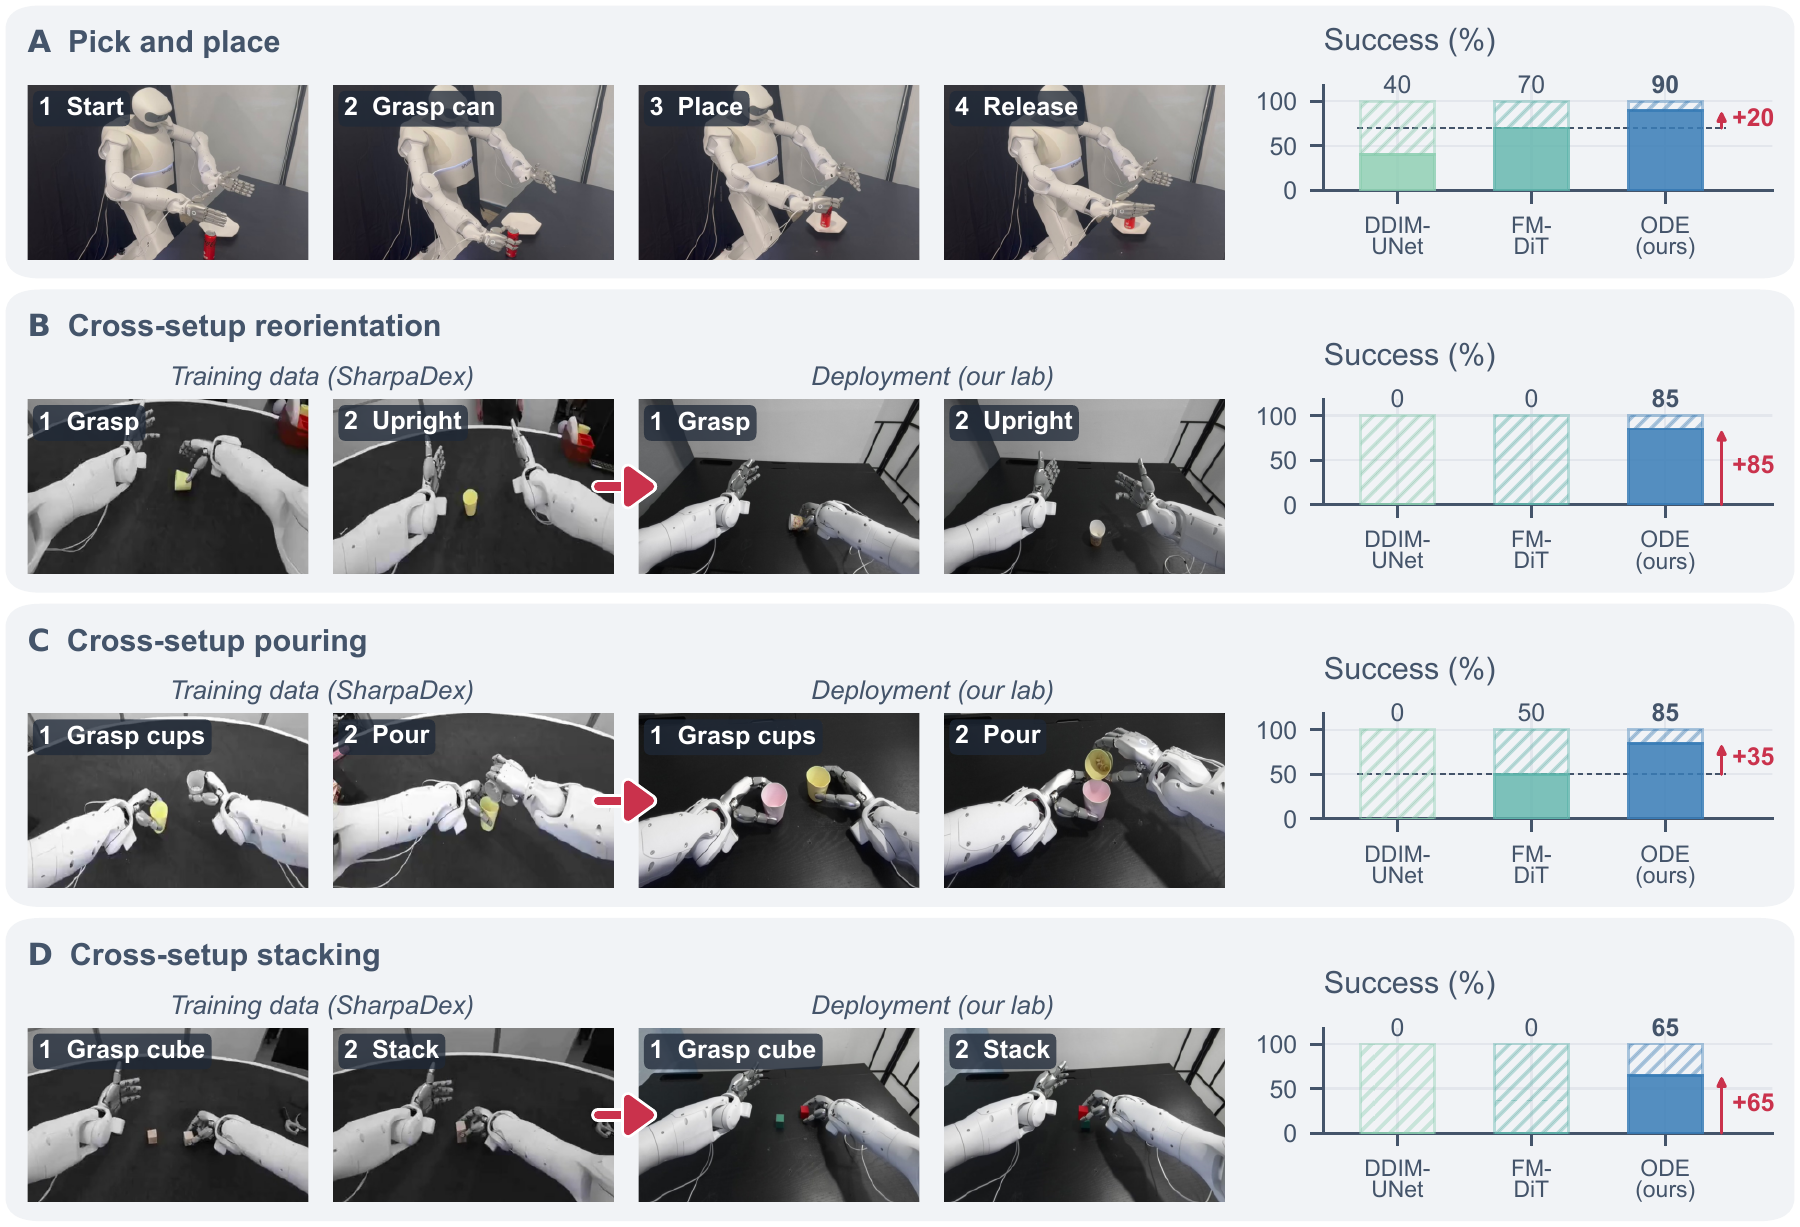 A Pick and place
1 Start
2 Grasp can
3 Place
4 Release
Success (%)
40 70 90
100
50
0
+20
DDIM-
UNet
FM-
DiT
ODE
(ours)
B Cross-setup reorientation
Training data (SharpaDex)
Deployment (our lab)
1 Grasp
2 Upright
1 Grasp
2 Upright
Success (%)
0 0 85
100
50
0
+85
DDIM-
UNet
FM-
DiT
ODE
(ours)
C Cross-setup pouring
Training data (SharpaDex)
Deployment (our lab)
1 Grasp cups
2 Pour
1 Grasp cups
2 Pour
Success (%)
0 50 85
100
50
0
+35
DDIM-
UNet
FM-
DiT
ODE
(ours)
D Cross-setup stacking
Training data (SharpaDex)
Deployment (our lab)
1 Grasp cube
2 Stack
1 Grasp cube
2 Stack
Success (%)
0 0 65
100
50
0
+65
DDIM-
UNet
FM-
DiT
ODE
(ours)